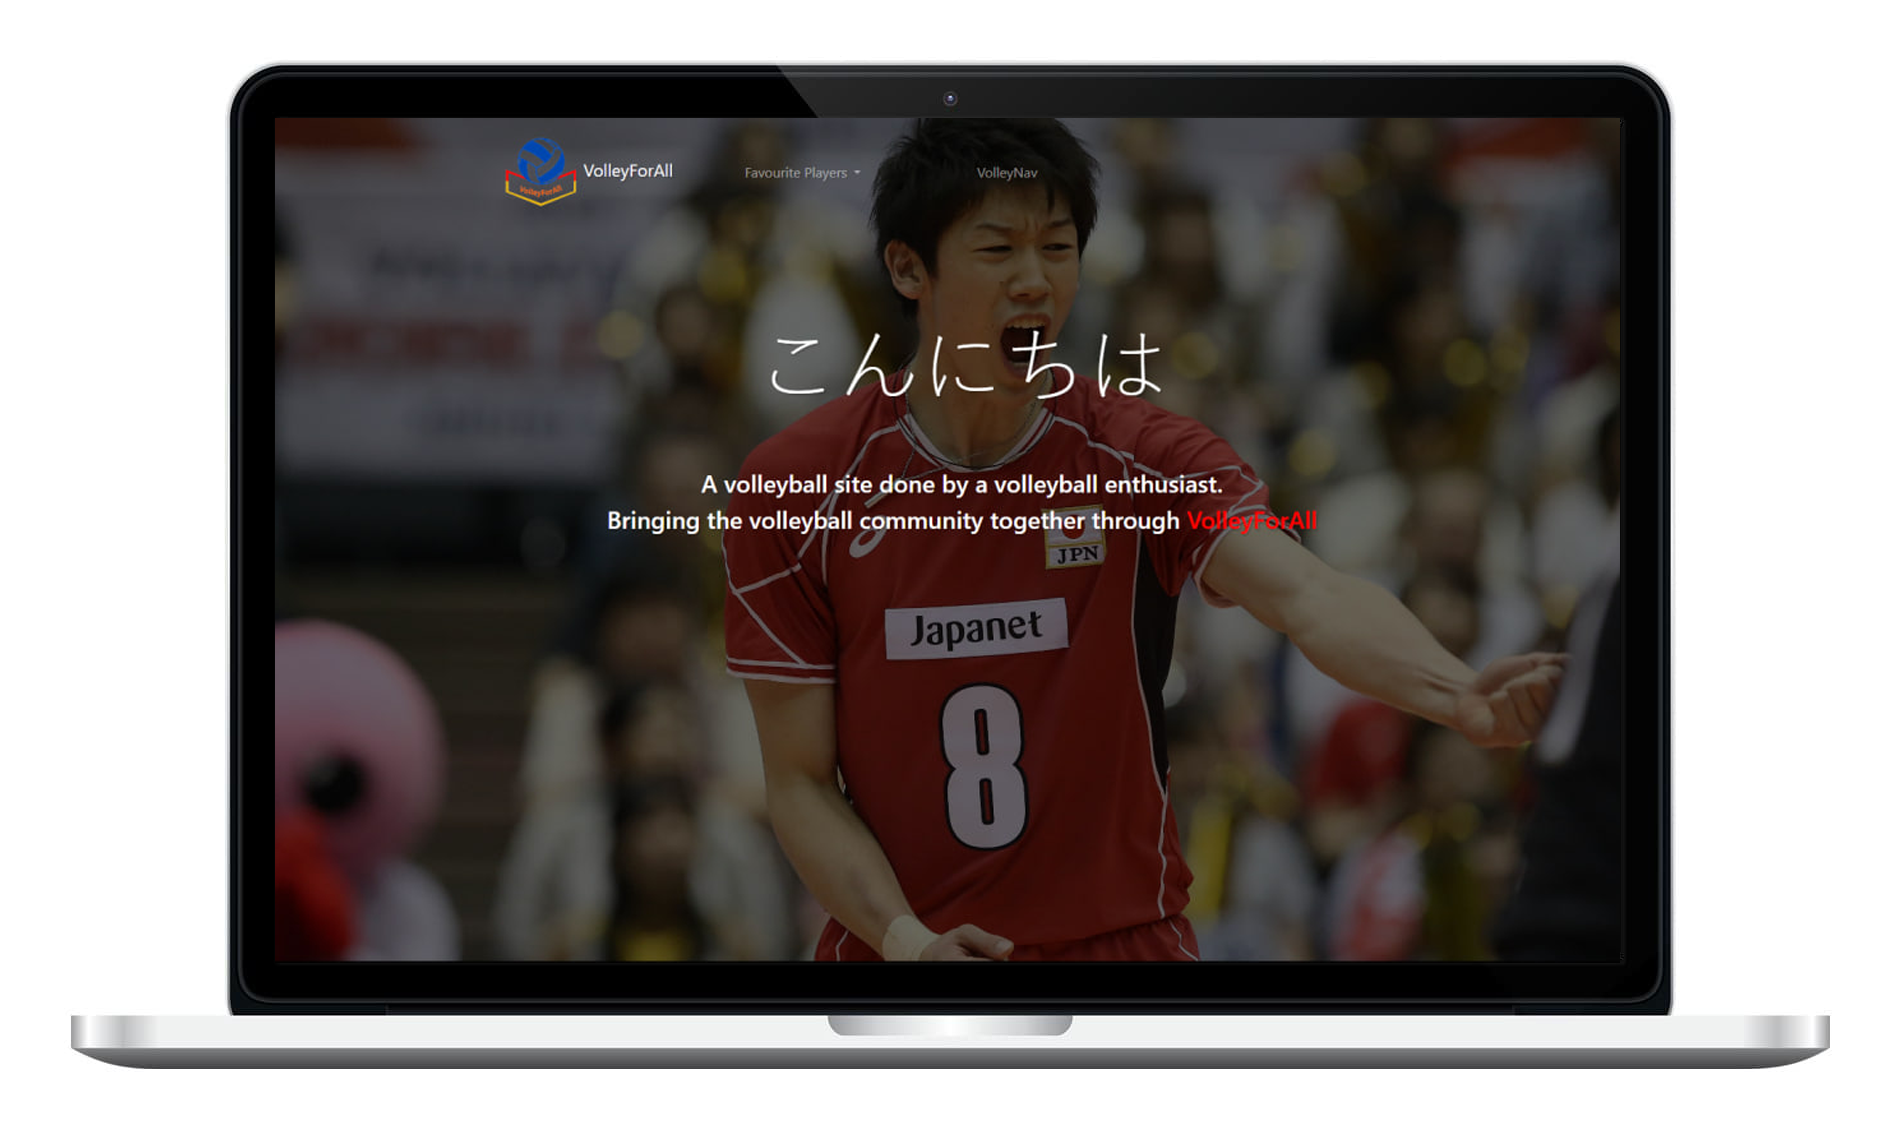 VolleyForAll
VolleyForAll
Favourite Players
VolleyNav
こんにちは
A volleyball site done by a volleyball enthusiast.
Bringing the volleyball community together through VolleyForAll
JPN
Japanet
8